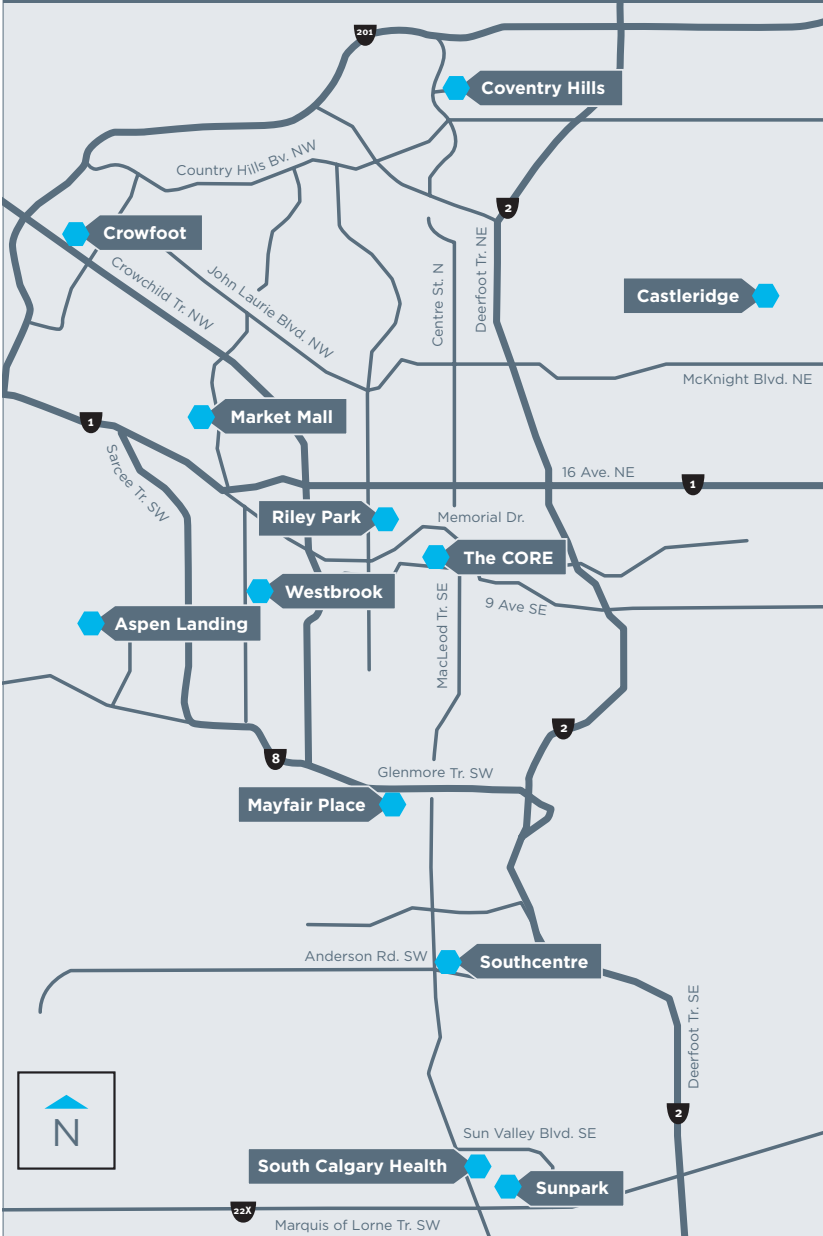 201
Coventry Hills
Country Hills Bv. NW
2
Crowfoot
Crowchild Tr. NW
John Laurie Blvd. NW
Centre St. N
Deerfoot Tr. NE
Castleridge
McKnight Blvd. NE
1
Market Mall
Sarcee Tr. SW
16 Ave. NE
1
Riley Park
Memorial Dr.
The CORE
Westbrook
MacLeod Tr. SE
9 Ave SE
Aspen Landing
2
8
Glenmore Tr. SW
Mayfair Place
Anderson Rd. SW
Southcentre
Deerfoot Tr. SE
N
2
Sun Valley Blvd. SE
South Calgary Health
Sunpark
22X
Marquis of Lorne Tr. SW